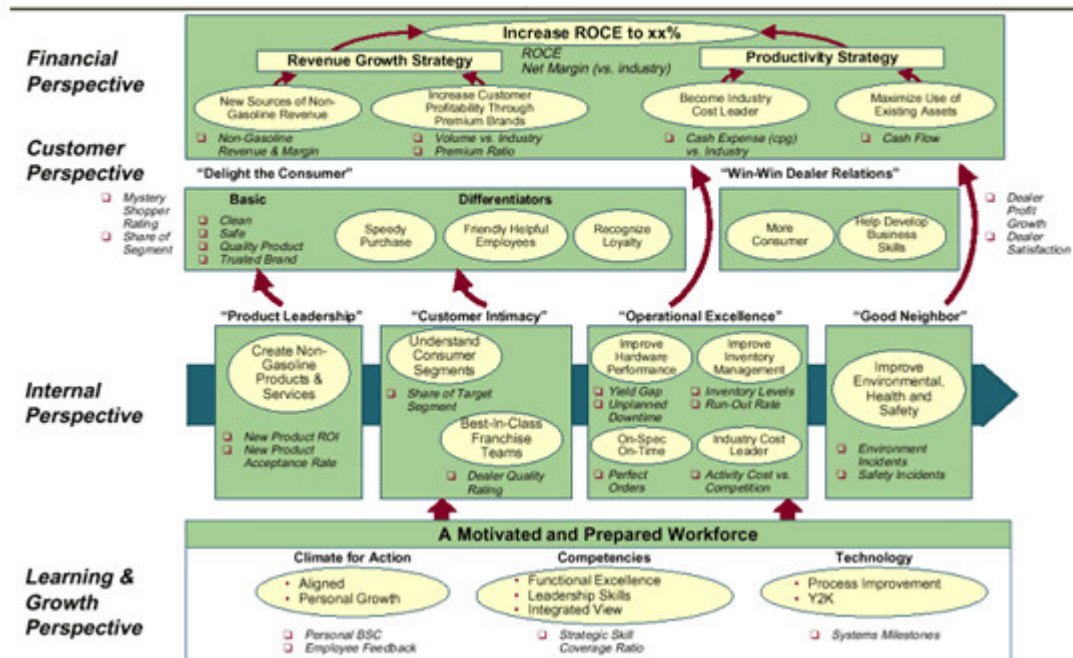 Financial
Perspective
Increase ROCE to xx%
ROCE
Net Margin (vs. industry)
Revenue Growth Strategy
Productivity Strategy
New Sources of Non-
Gasoline Revenue
Increase Customer
Profitability Through
Premium Brands
Become Industry
Cost Leader
Maximize Use of
Existing Assets
Non-Gasoline
Revenue & Margin
Volume vs. Industry
Premium Ratio
Cash Expense (cpg)
vs. Industry
Cash Flow
Customer
Perspective
"Delight the Consumer"
"Win-Win Dealer Relations"
Mystery
Shopper
Rating
Share of
Segment
Basic
Clean
Safe
Quality Product
Trusted Brand
Differentiators
Speedy
Purchase
Friendly Helpful
Employees
Recognize
Loyalty
More
Consumer
Help Develop
Business
Skills
Dealer
Profit
Growth
Dealer
Satisfaction
Internal
Perspective
"Product Leadership"
"Customer Intimacy"
"Operational Excellence"
"Good Neighbor"
Create Non-
Gasoline
Products &
Services
New Product ROI
New Product
Acceptance Rate
Understand
Consumer
Segments
Share of Target
Segment
Best-In-Class
Franchise
Teams
Dealer Quality
Rating
Improve
Hardware
Performance
Yield Gap
Unplanned
Downtime
Improve
Inventory
Management
Inventory Levels
Run-Out Rate
On-Spec
On-Time
Perfect
Orders
Industry Cost
Leader
Activity Cost vs.
Competition
Improve
Environmental,
Health and
Safety
Environment
Incidents
Safety Incidents
Learning &
Growth
Perspective
A Motivated and Prepared Workforce
Climate for Action
Aligned
Personal Growth
Personal BSC
Employee Feedback
Competencies
Functional Excellence
Leadership Skills
Integrated View
Strategic Skill
Coverage Ratio
Technology
Process Improvement
Y2K
Systems Milestones